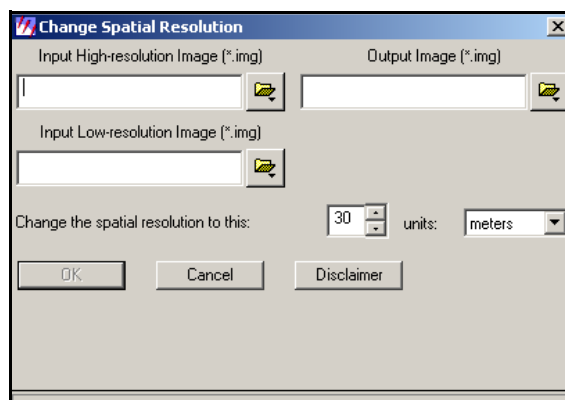 Change Spatial Resolution
Input High-resolution Image (*.img)
Output Image (*.img)
Input Low-resolution Image (*.img)
Change the spatial resolution to this:
30
units:
meters
OK
Cancel
Disclaimer